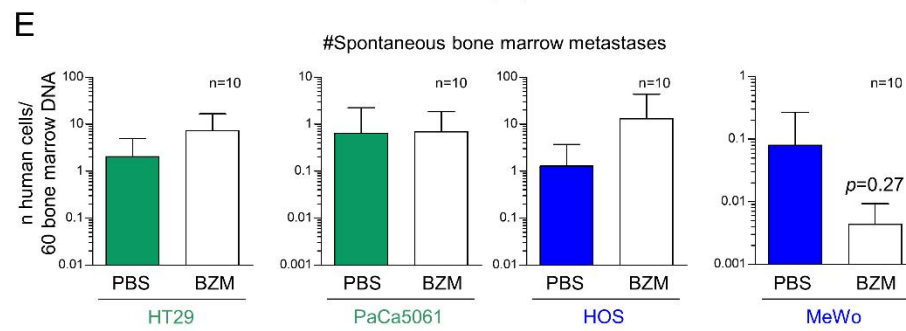 E
#Spontaneous bone marrow metastases
n human cells/
60 bone marrow DNA
100
10
1
0.1
0.01
n=10
PBS
BZM
HT29
10
1
0.1
0.01
0.001
n=10
PBS
BZM
PaCa5061
100
10
1
0.1
0.01
n=10
PBS
BZM
HOS
1
0.1
0.01
0.001
n=10
p=0.27
PBS
BZM
MeWo